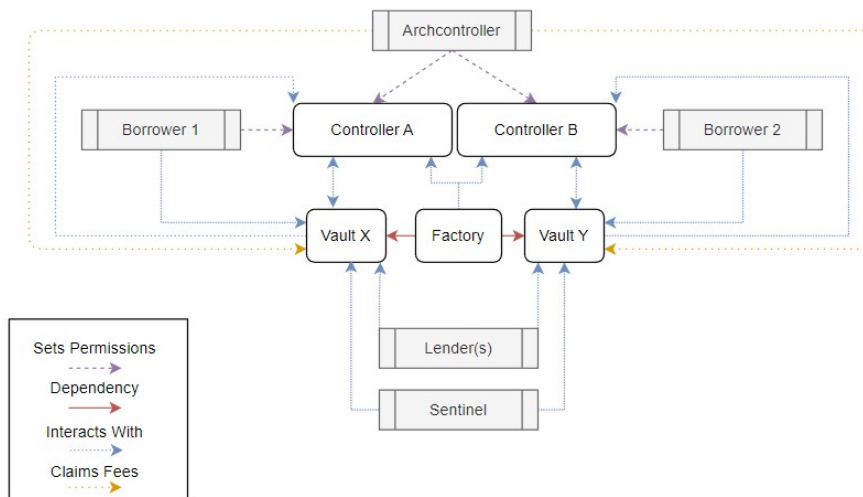 Archcontroller
Borrower 1
Controller A
Controller B
Borrower 2
Vault X
Factory
Vault Y
Lender(s)
Sentinel
Sets Permissions
Dependency
Interacts With
Claims Fees